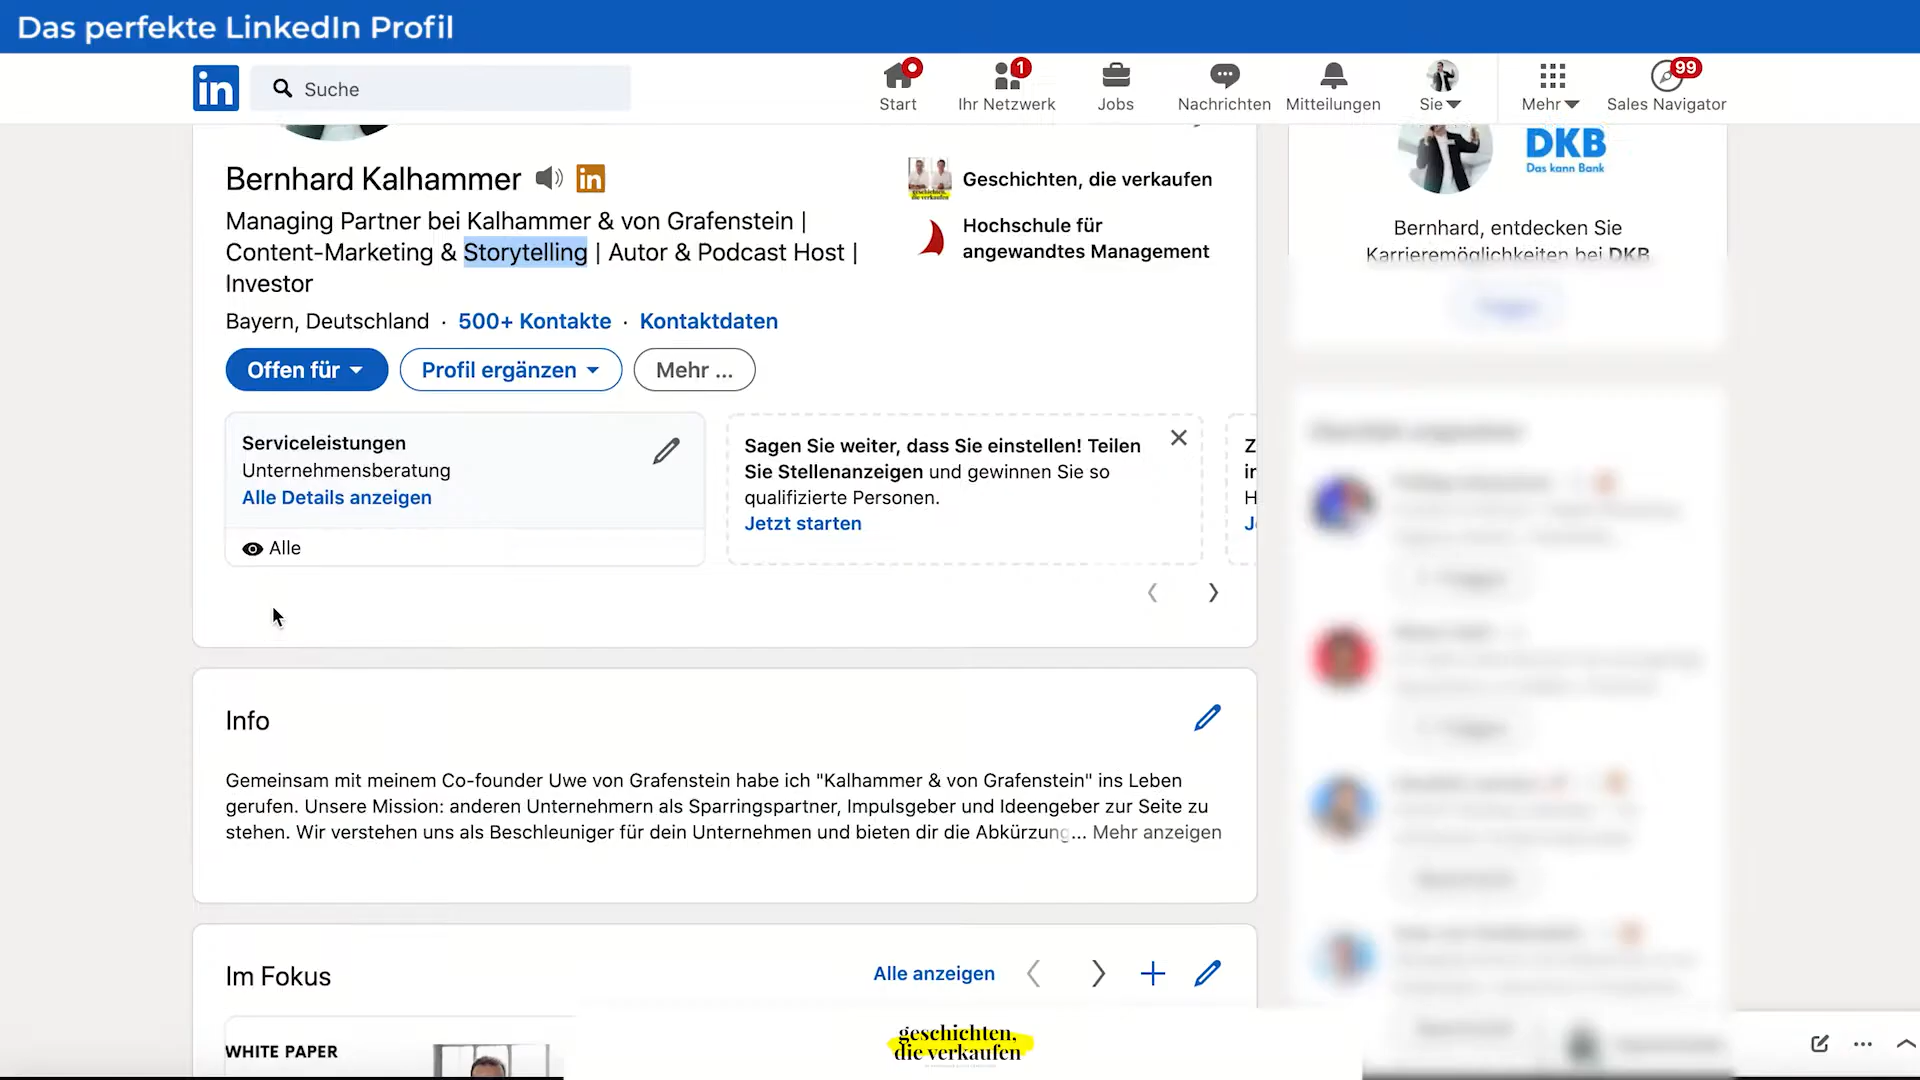 Das perfekte LinkedIn Profil
in
Suche
Start
1
Ihr Netzwerk
Jobs
Nachrichten
Mitteilungen
Sie
Mehr
99
Sales Navigator
Bernhard Kalhammer
in
Managing Partner bei Kalhammer & von Grafenstein |
Content-Marketing & Storytelling | Autor & Podcast Host |
Investor
Bayern, Deutschland · 500+ Kontakte · Kontaktdaten
Offen für
Profil ergänzen
Mehr ...
Geschichten, die verkaufen
Hochschule für
angewandtes Management
DKB
Das kann Bank
Bernhard, entdecken Sie
Karrieremöglichkeiten bei DKB
Serviceleistungen
Unternehmensberatung
Alle Details anzeigen
Alle
Sagen Sie weiter, dass Sie einstellen! Teilen
Sie Stellenanzeigen und gewinnen Sie so
qualifizierte Personen.
Jetzt starten
Info
Gemeinsam mit meinem Co-founder Uwe von Grafenstein habe ich "Kalhammer & von Grafenstein" ins Leben
gerufen. Unsere Mission: anderen Unternehmern als Sparringspartner, Impulsgeber und Ideengeber zur Seite zu
stehen. Wir verstehen uns als Beschleuniger für dein Unternehmen und bieten dir die Abkürzung... Mehr anzeigen
Im Fokus
Alle anzeigen
WHITE PAPER
geschichten,
die verkaufen